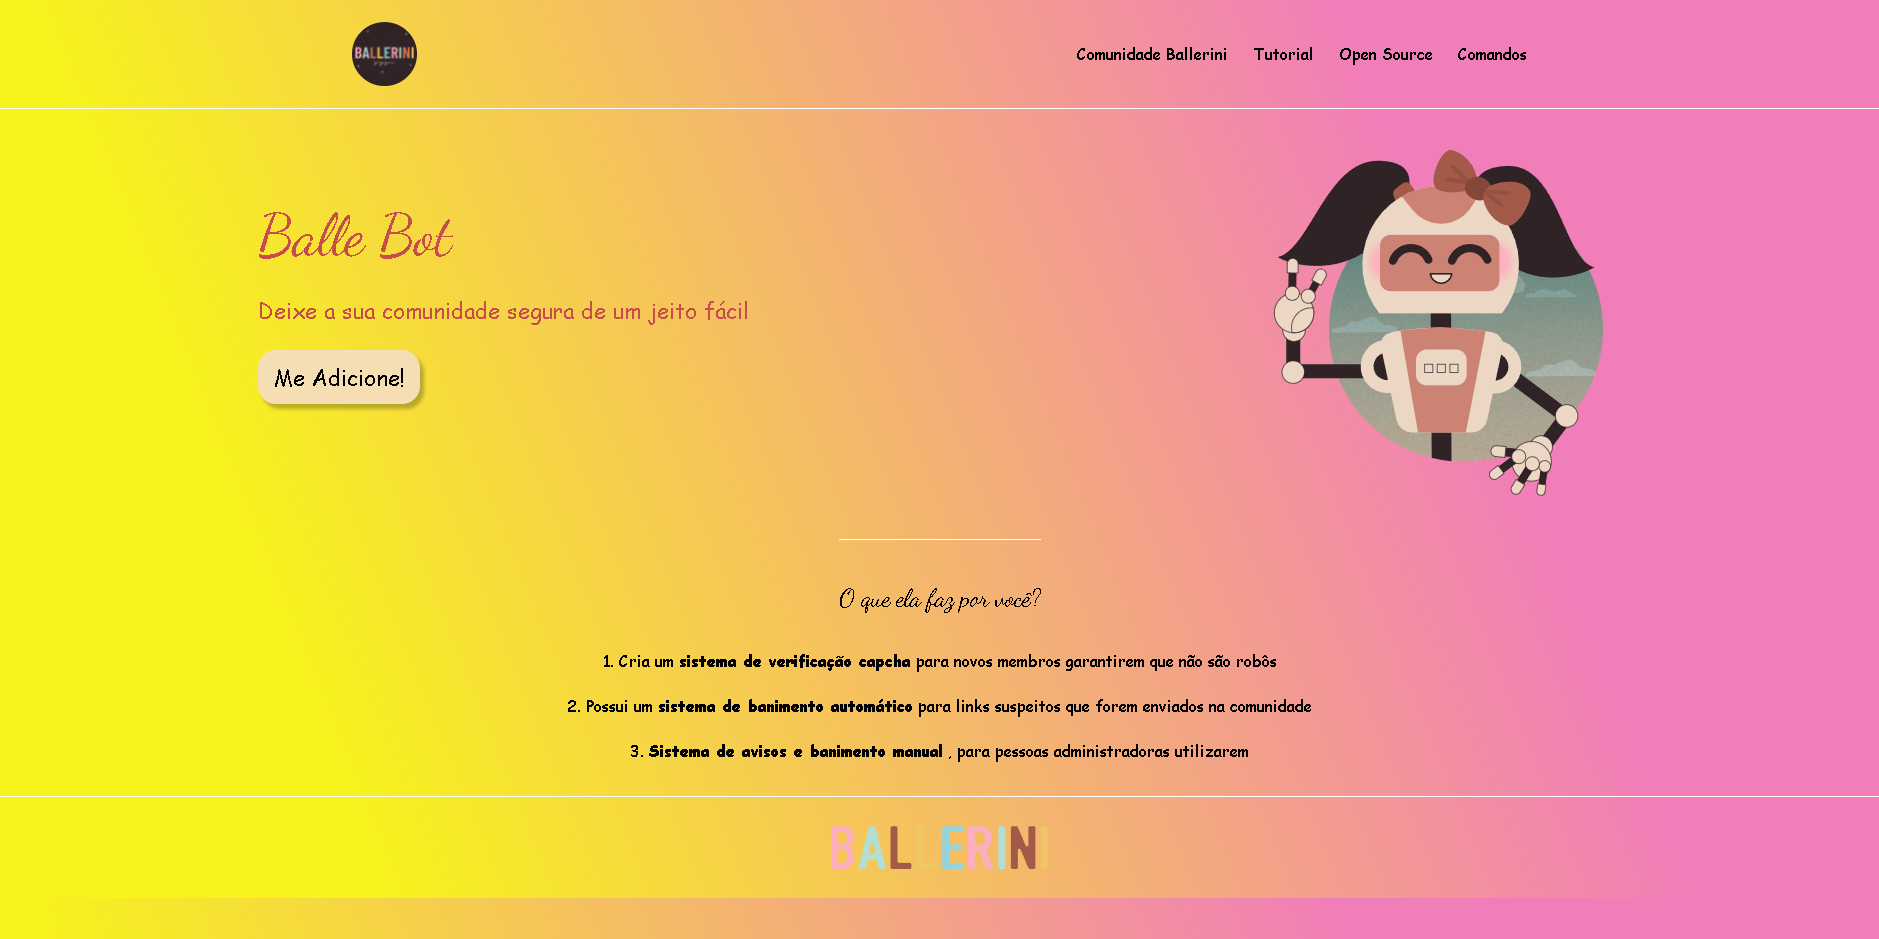 BALLERINI
Comunidade Ballerini Tutorial Open Source Comandos
Balle Bot
Deixe a sua comunidade segura de um jeito fácil
Me Adicione!
O que ela faz por você?
1. Cria um sistema de verificação capcha para novos membros garantirem que não são robôs
2. Possui um sistema de banimento automático para links suspeitos que forem enviados na comunidade
3. Sistema de avisos e banimento manual , para pessoas administradoras utilizarem
BALLERINI